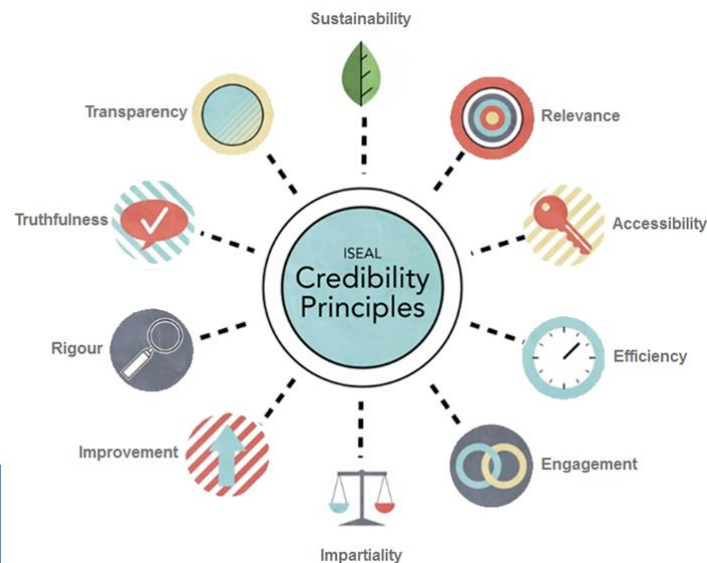 Sustainability
Transparency
Relevance
Truthfulness
Accessibility
ISEAL
Credibility
Principles
Rigour
Efficiency
Improvement
Engagement
Impartiality